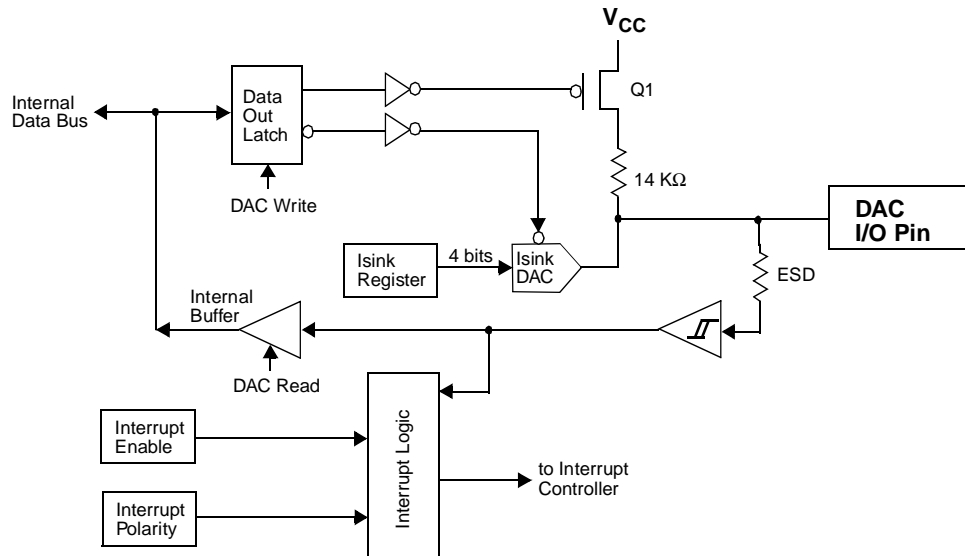 VCC
Q1
Internal
Data Bus
Data
Out
Latch
14 KΩ
DAC Write
DAC
I/O Pin
4 bits
Isink
Register
Isink
DAC
ESD
Internal
Buffer
DAC Read
Interrupt
Enable
Interrupt Logic
to Interrupt
Controller
Interrupt
Polarity